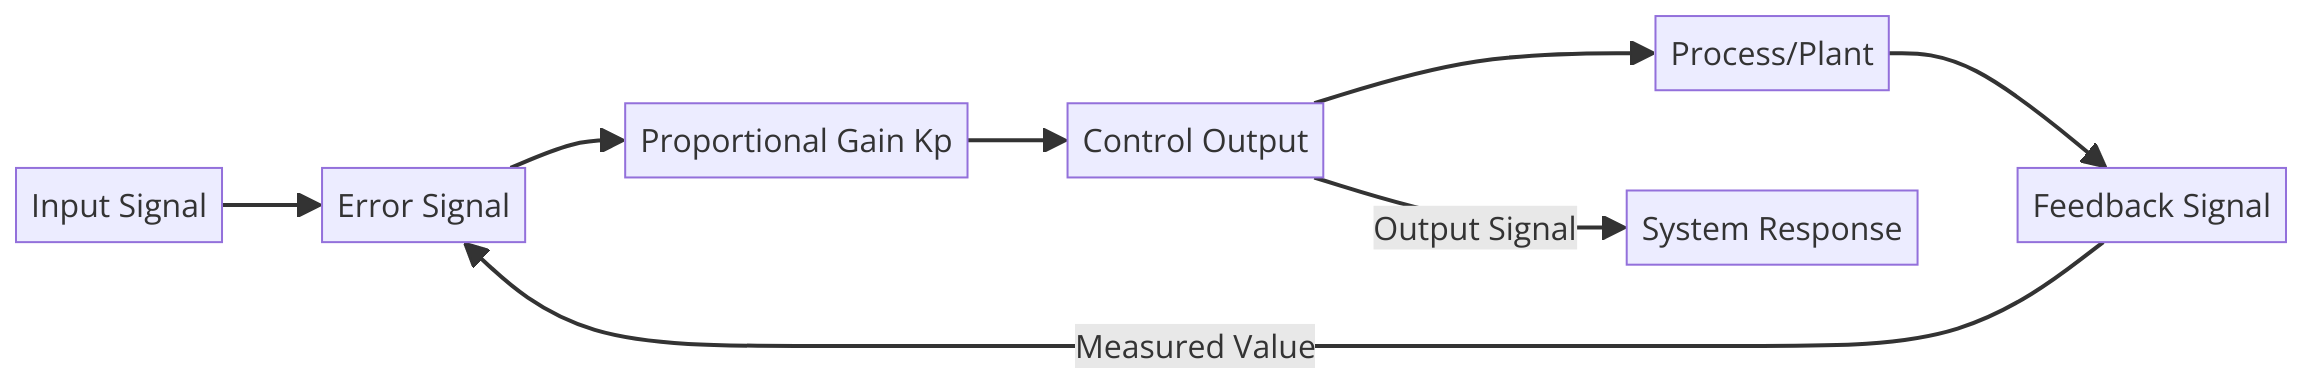 Input Signal
Error Signal
Proportional Gain Kp
Control Output
Process/Plant
Output Signal
System Response
Feedback Signal
Measured Value